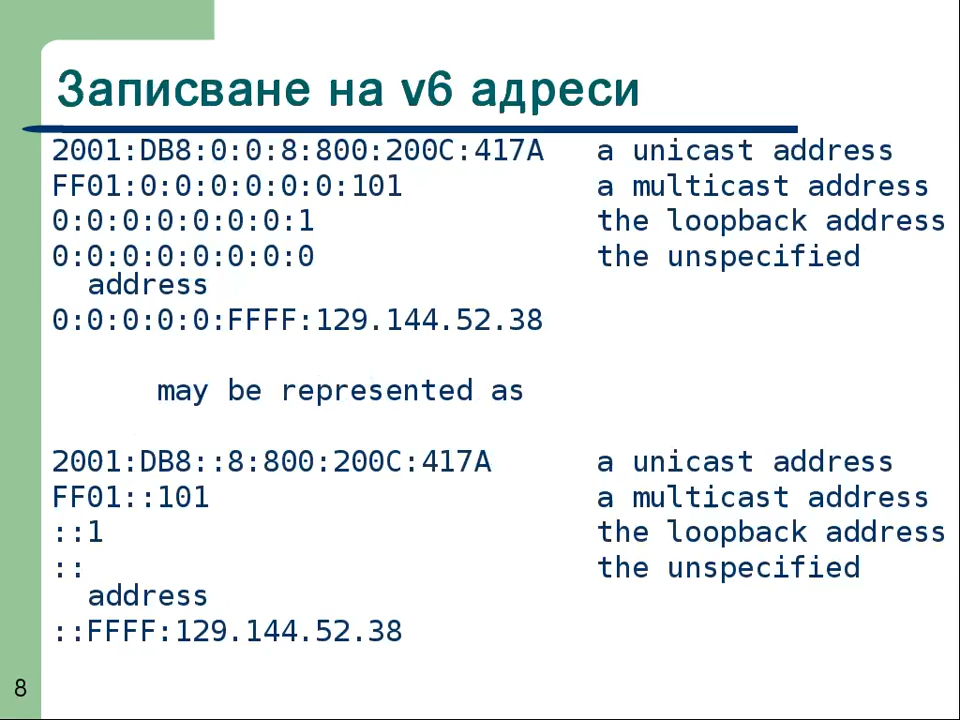 Записване на v6 адреси
2001:DB8:0:0:8:800:200C:417A a unicast address
FF01:0:0:0:0:0:0:101 a multicast address
0:0:0:0:0:0:0:1 the loopback address
0:0:0:0:0:0:0:0 the unspecified
address
0:0:0:0:0:FFFF:129.144.52.38
may be represented as
2001:DB8::8:800:200C:417A a unicast address
FF01::101 a multicast address
::1 the loopback address
:: the unspecified
address
::FFFF:129.144.52.38
8